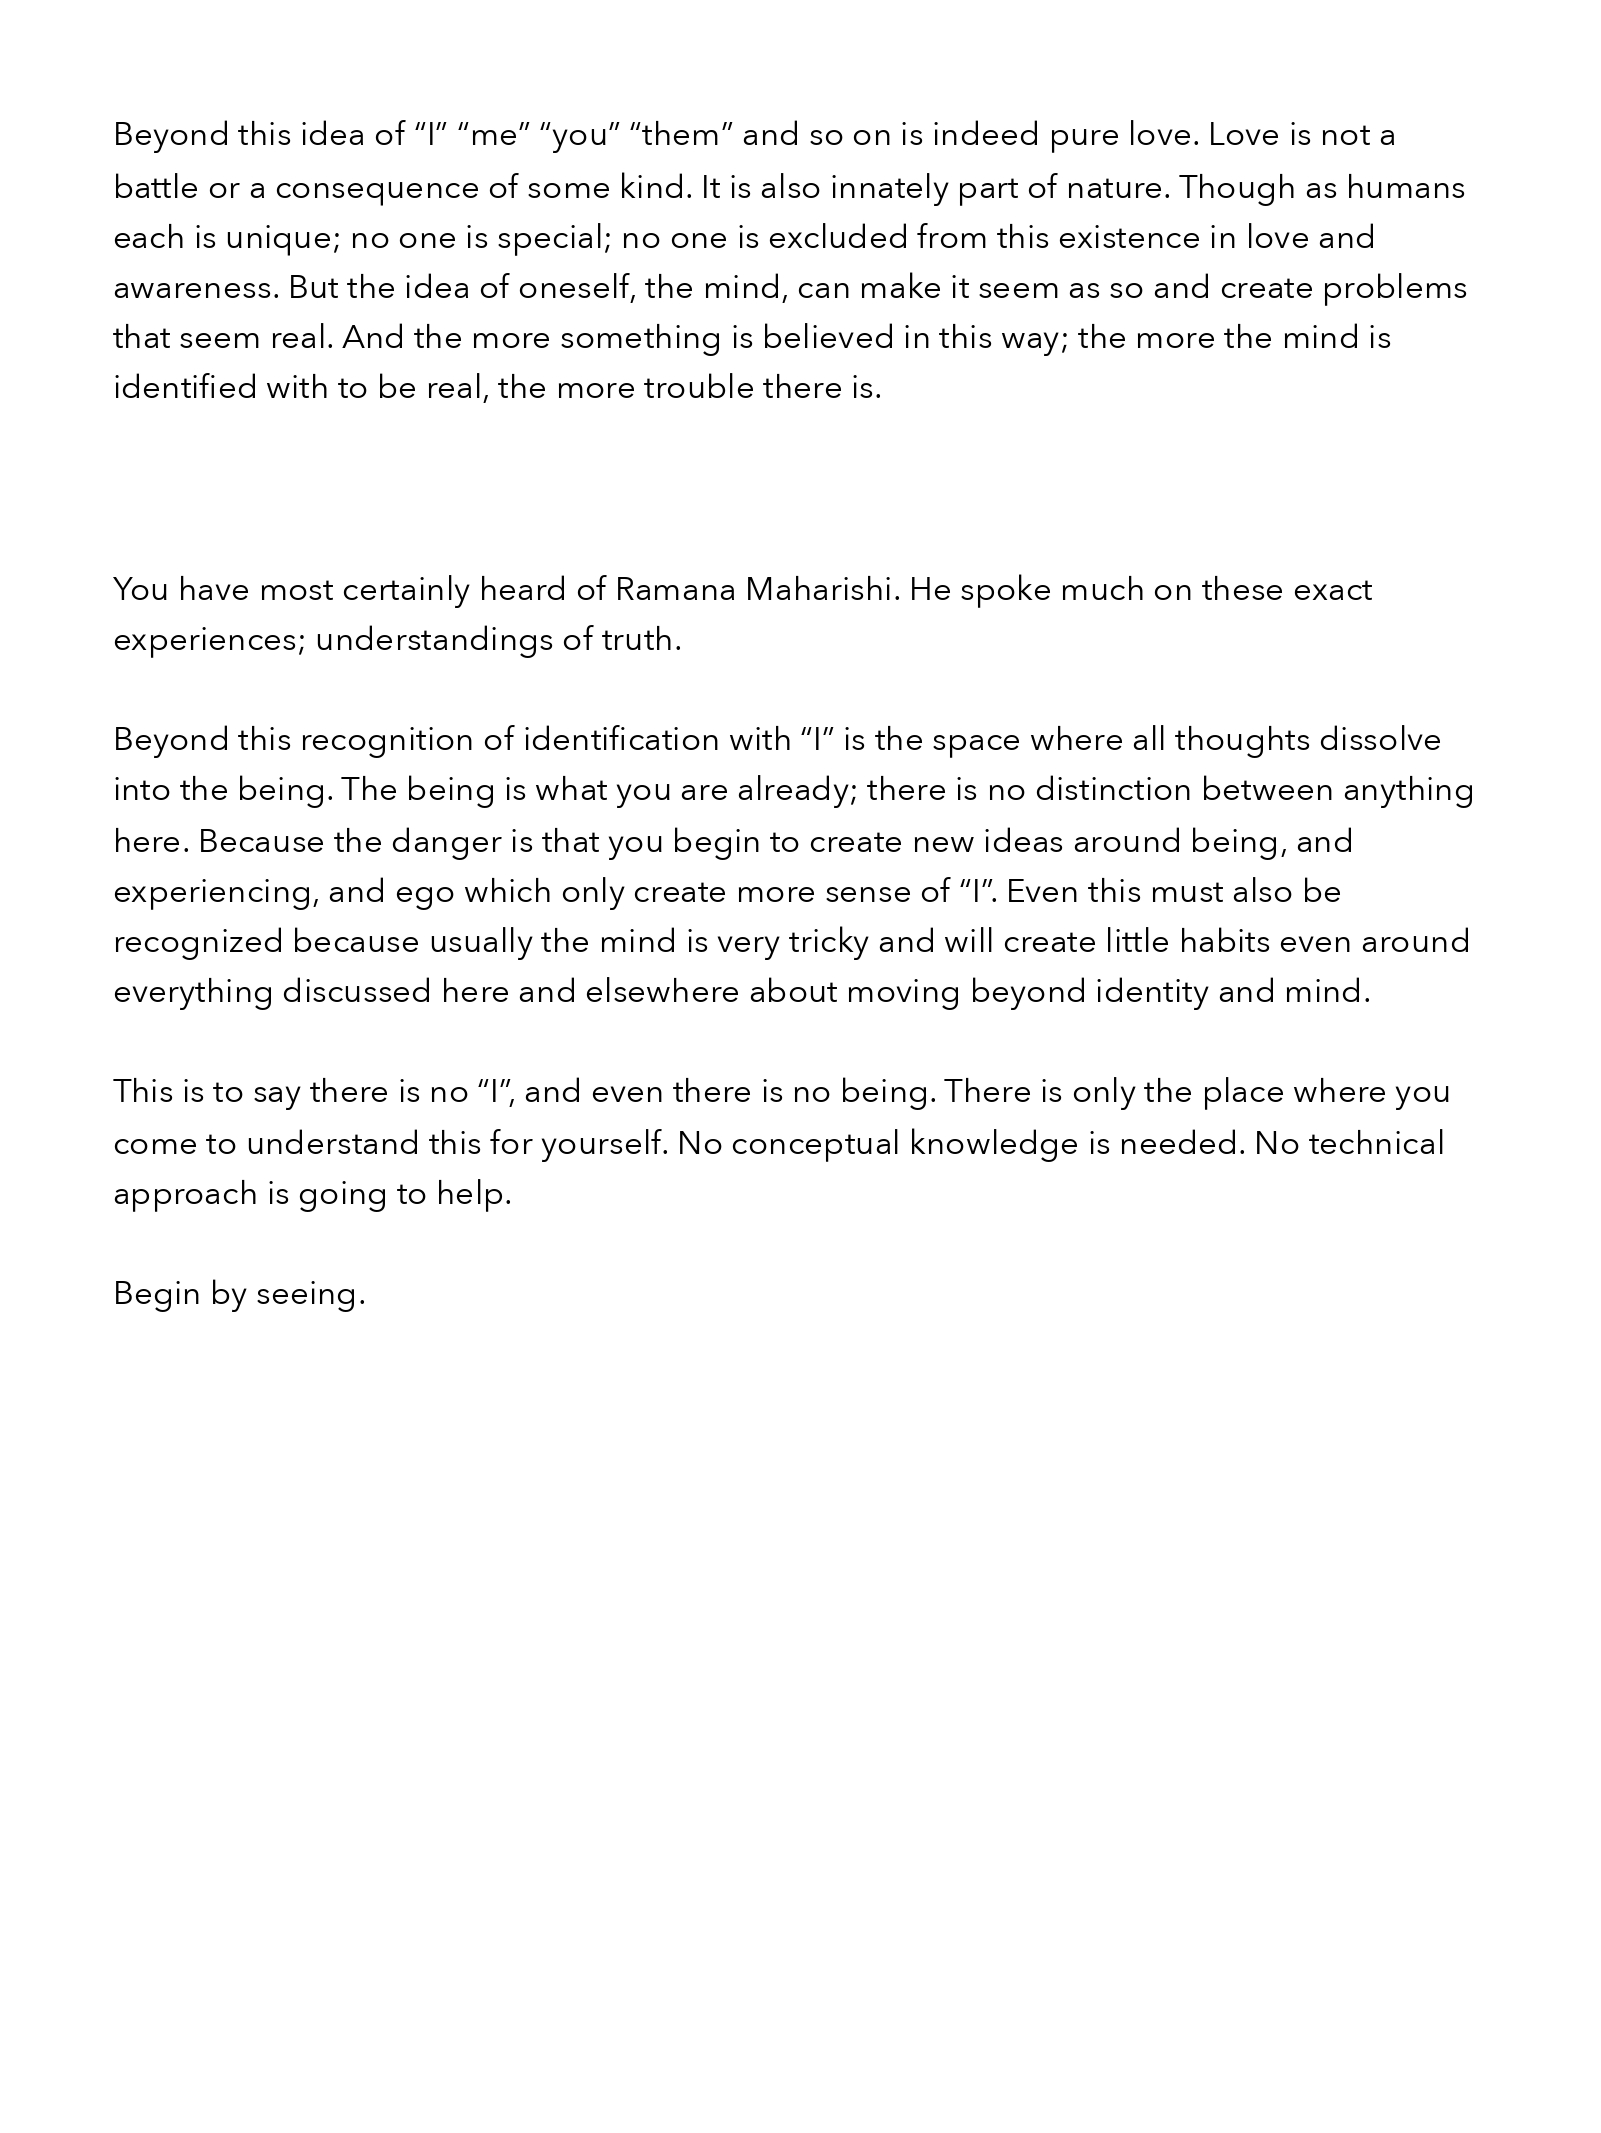 Beyond this idea of “I” “me” “you” “them” and so on is indeed pure love. Love is not a
battle or a consequence of some kind. It is also innately part of nature. Though as humans
each is unique; no one is special; no one is excluded from this existence in love and
awareness. But the idea of oneself, the mind, can make it seem as so and create problems
that seem real. And the more something is believed in this way; the more the mind is
identified with to be real, the more trouble there is.
You have most certainly heard of Ramana Maharishi. He spoke much on these exact
experiences; understandings of truth.
Beyond this recognition of identification with “I” is the space where all thoughts dissolve
into the being. The being is what you are already; there is no distinction between anything
here. Because the danger is that you begin to create new ideas around being, and
experiencing, and ego which only create more sense of “I”. Even this must also be
recognized because usually the mind is very tricky and will create little habits even around
everything discussed here and elsewhere about moving beyond identity and mind.
This is to say there is no “I”, and even there is no being. There is only the place where you
come to understand this for yourself. No conceptual knowledge is needed. No technical
approach is going to help.
Begin by seeing.